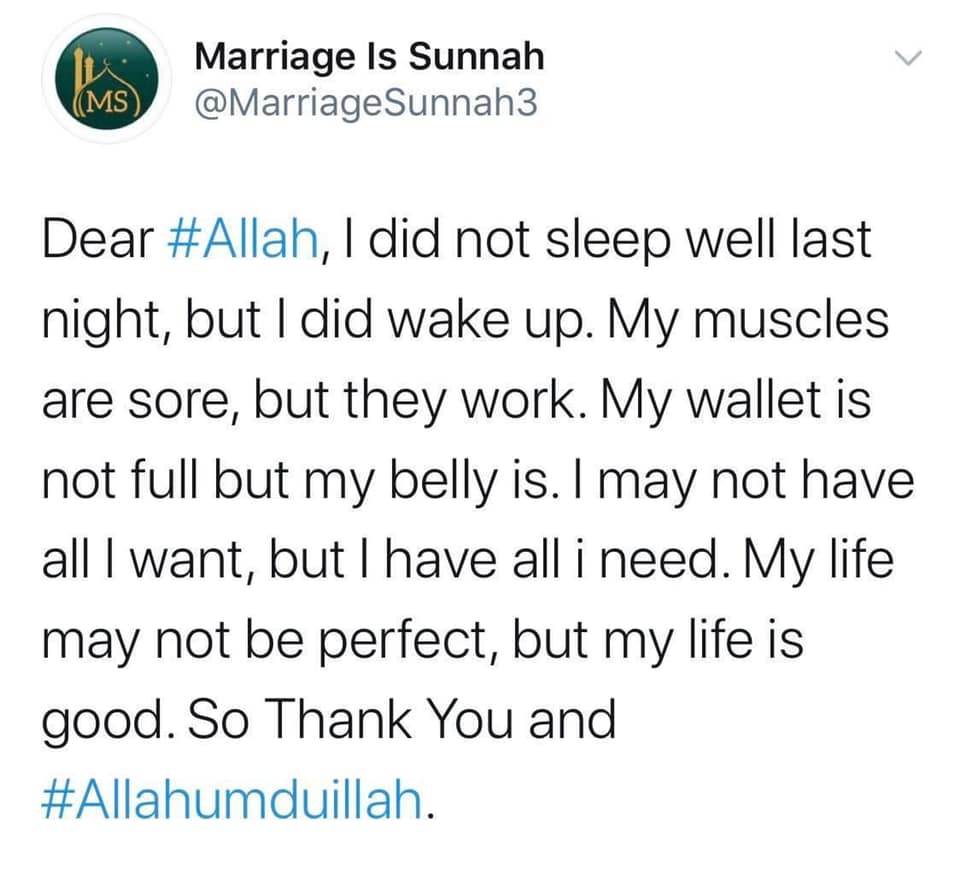 Marriage Is Sunnah
@MarriageSunnah3
MS
Dear #Allah, I did not sleep well last
night, but I did wake up. My muscles
are sore, but they work. My wallet is
not full but my belly is. I may not have
all I want, but I have all i need. My life
may not be perfect, but my life is
good. So Thank You and
#Allahumduillah.